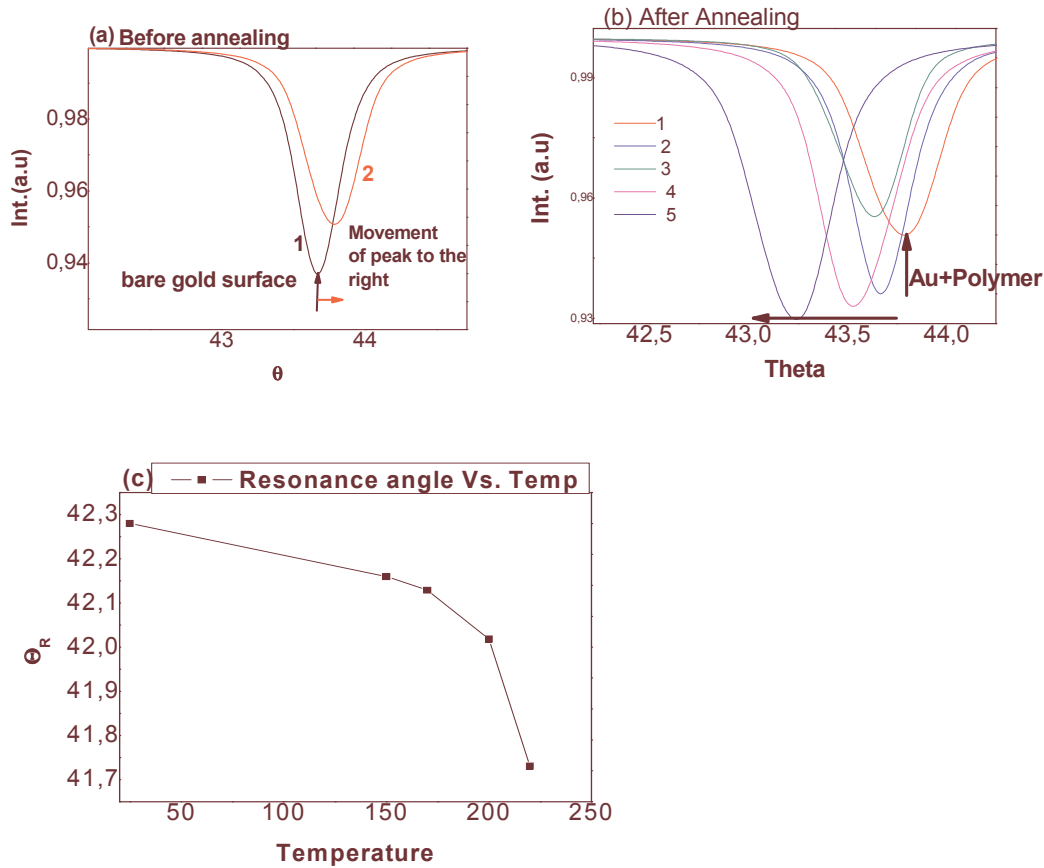 (a) Before annealing
0,98
0,96
0,94
Int.(a.u)
1
2
bare gold surface
Movement
of peak to the
right
43
44
θ
(b) After Annealing
0,99
0,96
0,93
Int. (a.u)
1
2
3
4
5
Au+Polymer
42,5
43,0
43,5
44,0
Theta
(c)
Resonance angle Vs. Temp
42,3
42,2
42,1
42,0
41,9
41,8
41,7
ΘR
50
100
150
200
250
Temperature